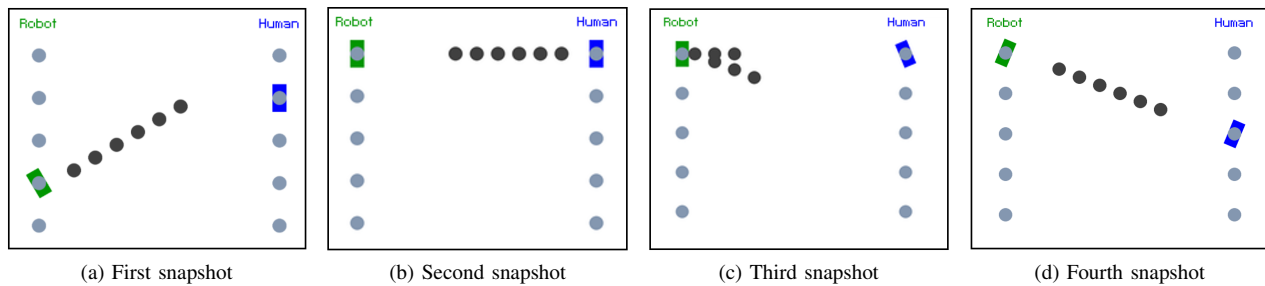 Robot Human
Robot Human
Robot Human
Robot Human
(a) First snapshot
(b) Second snapshot
(c) Third snapshot
(d) Fourth snapshot